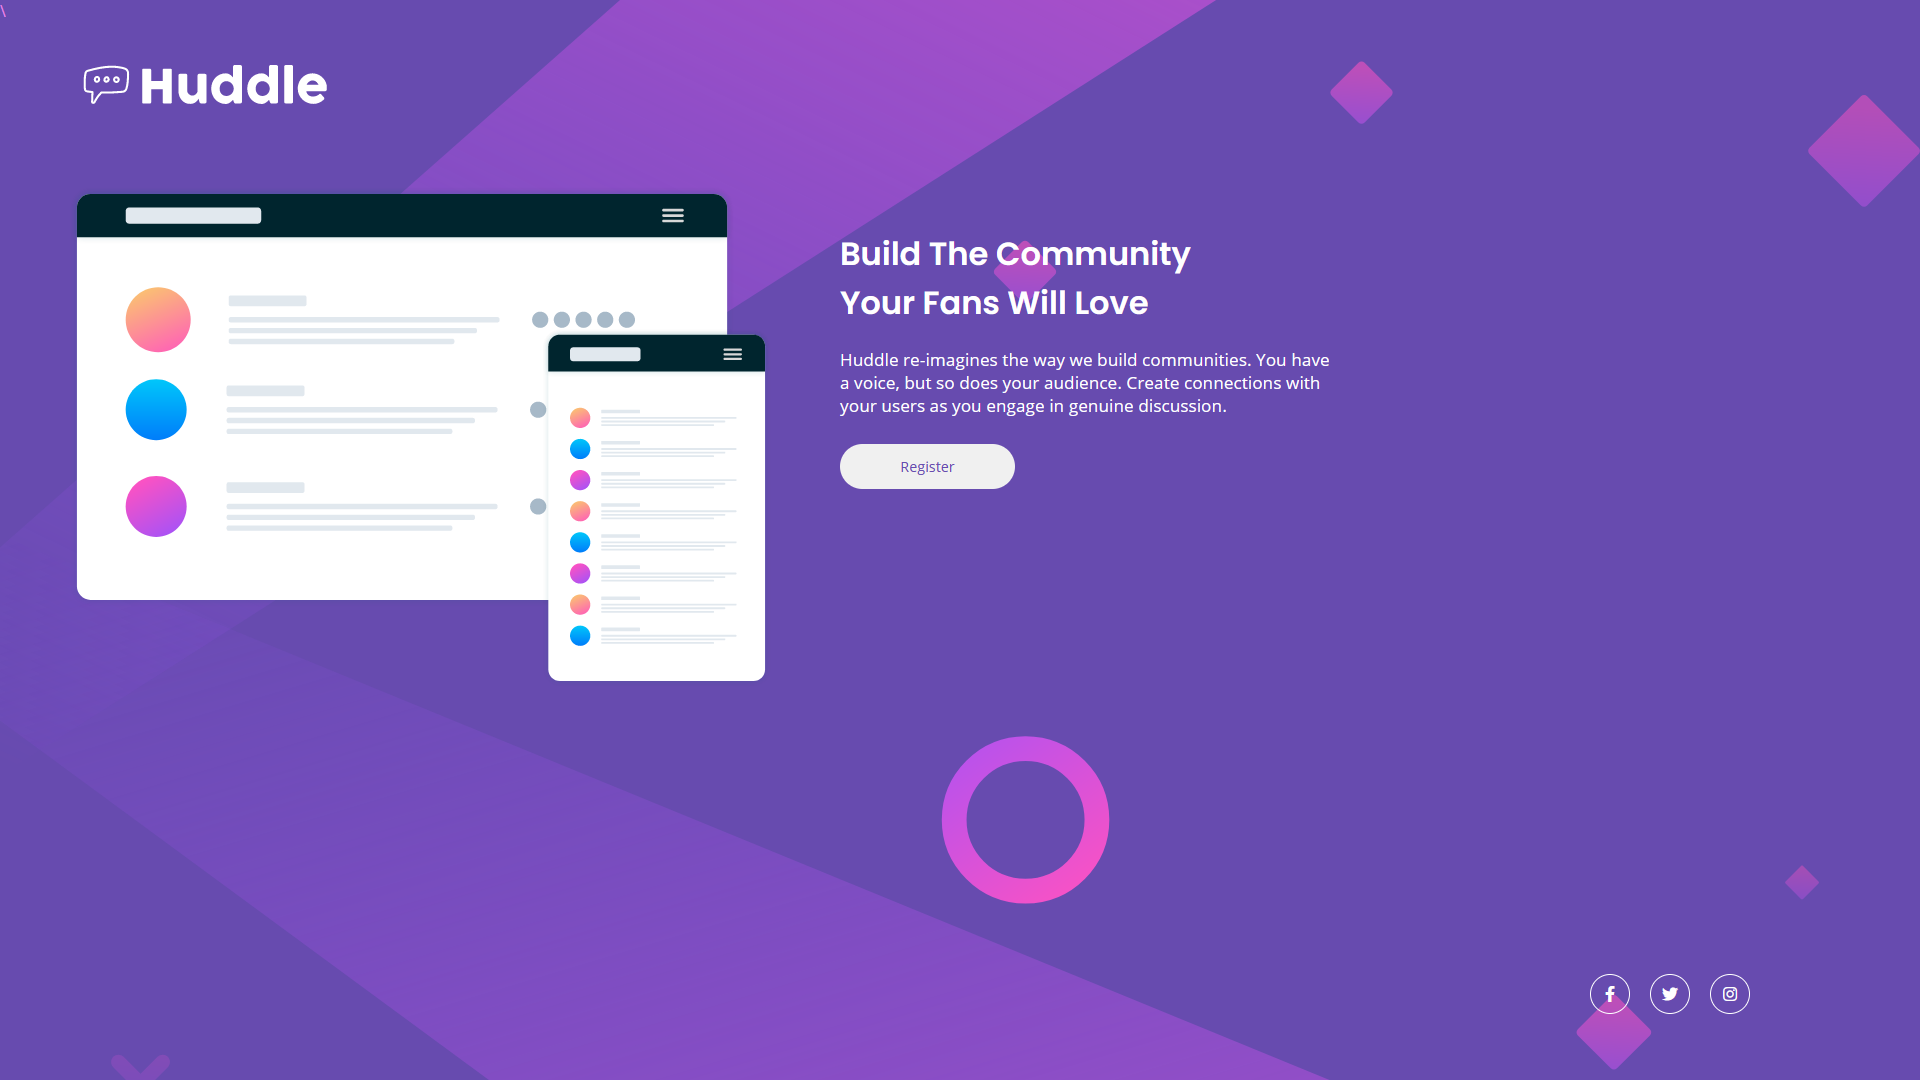 \
Huddle
Build The Community
Your Fans Will Love
Huddle re-imagines the way we build communities. You have
a voice, but so does your audience. Create connections with
your users as you engage in genuine discussion.
Register